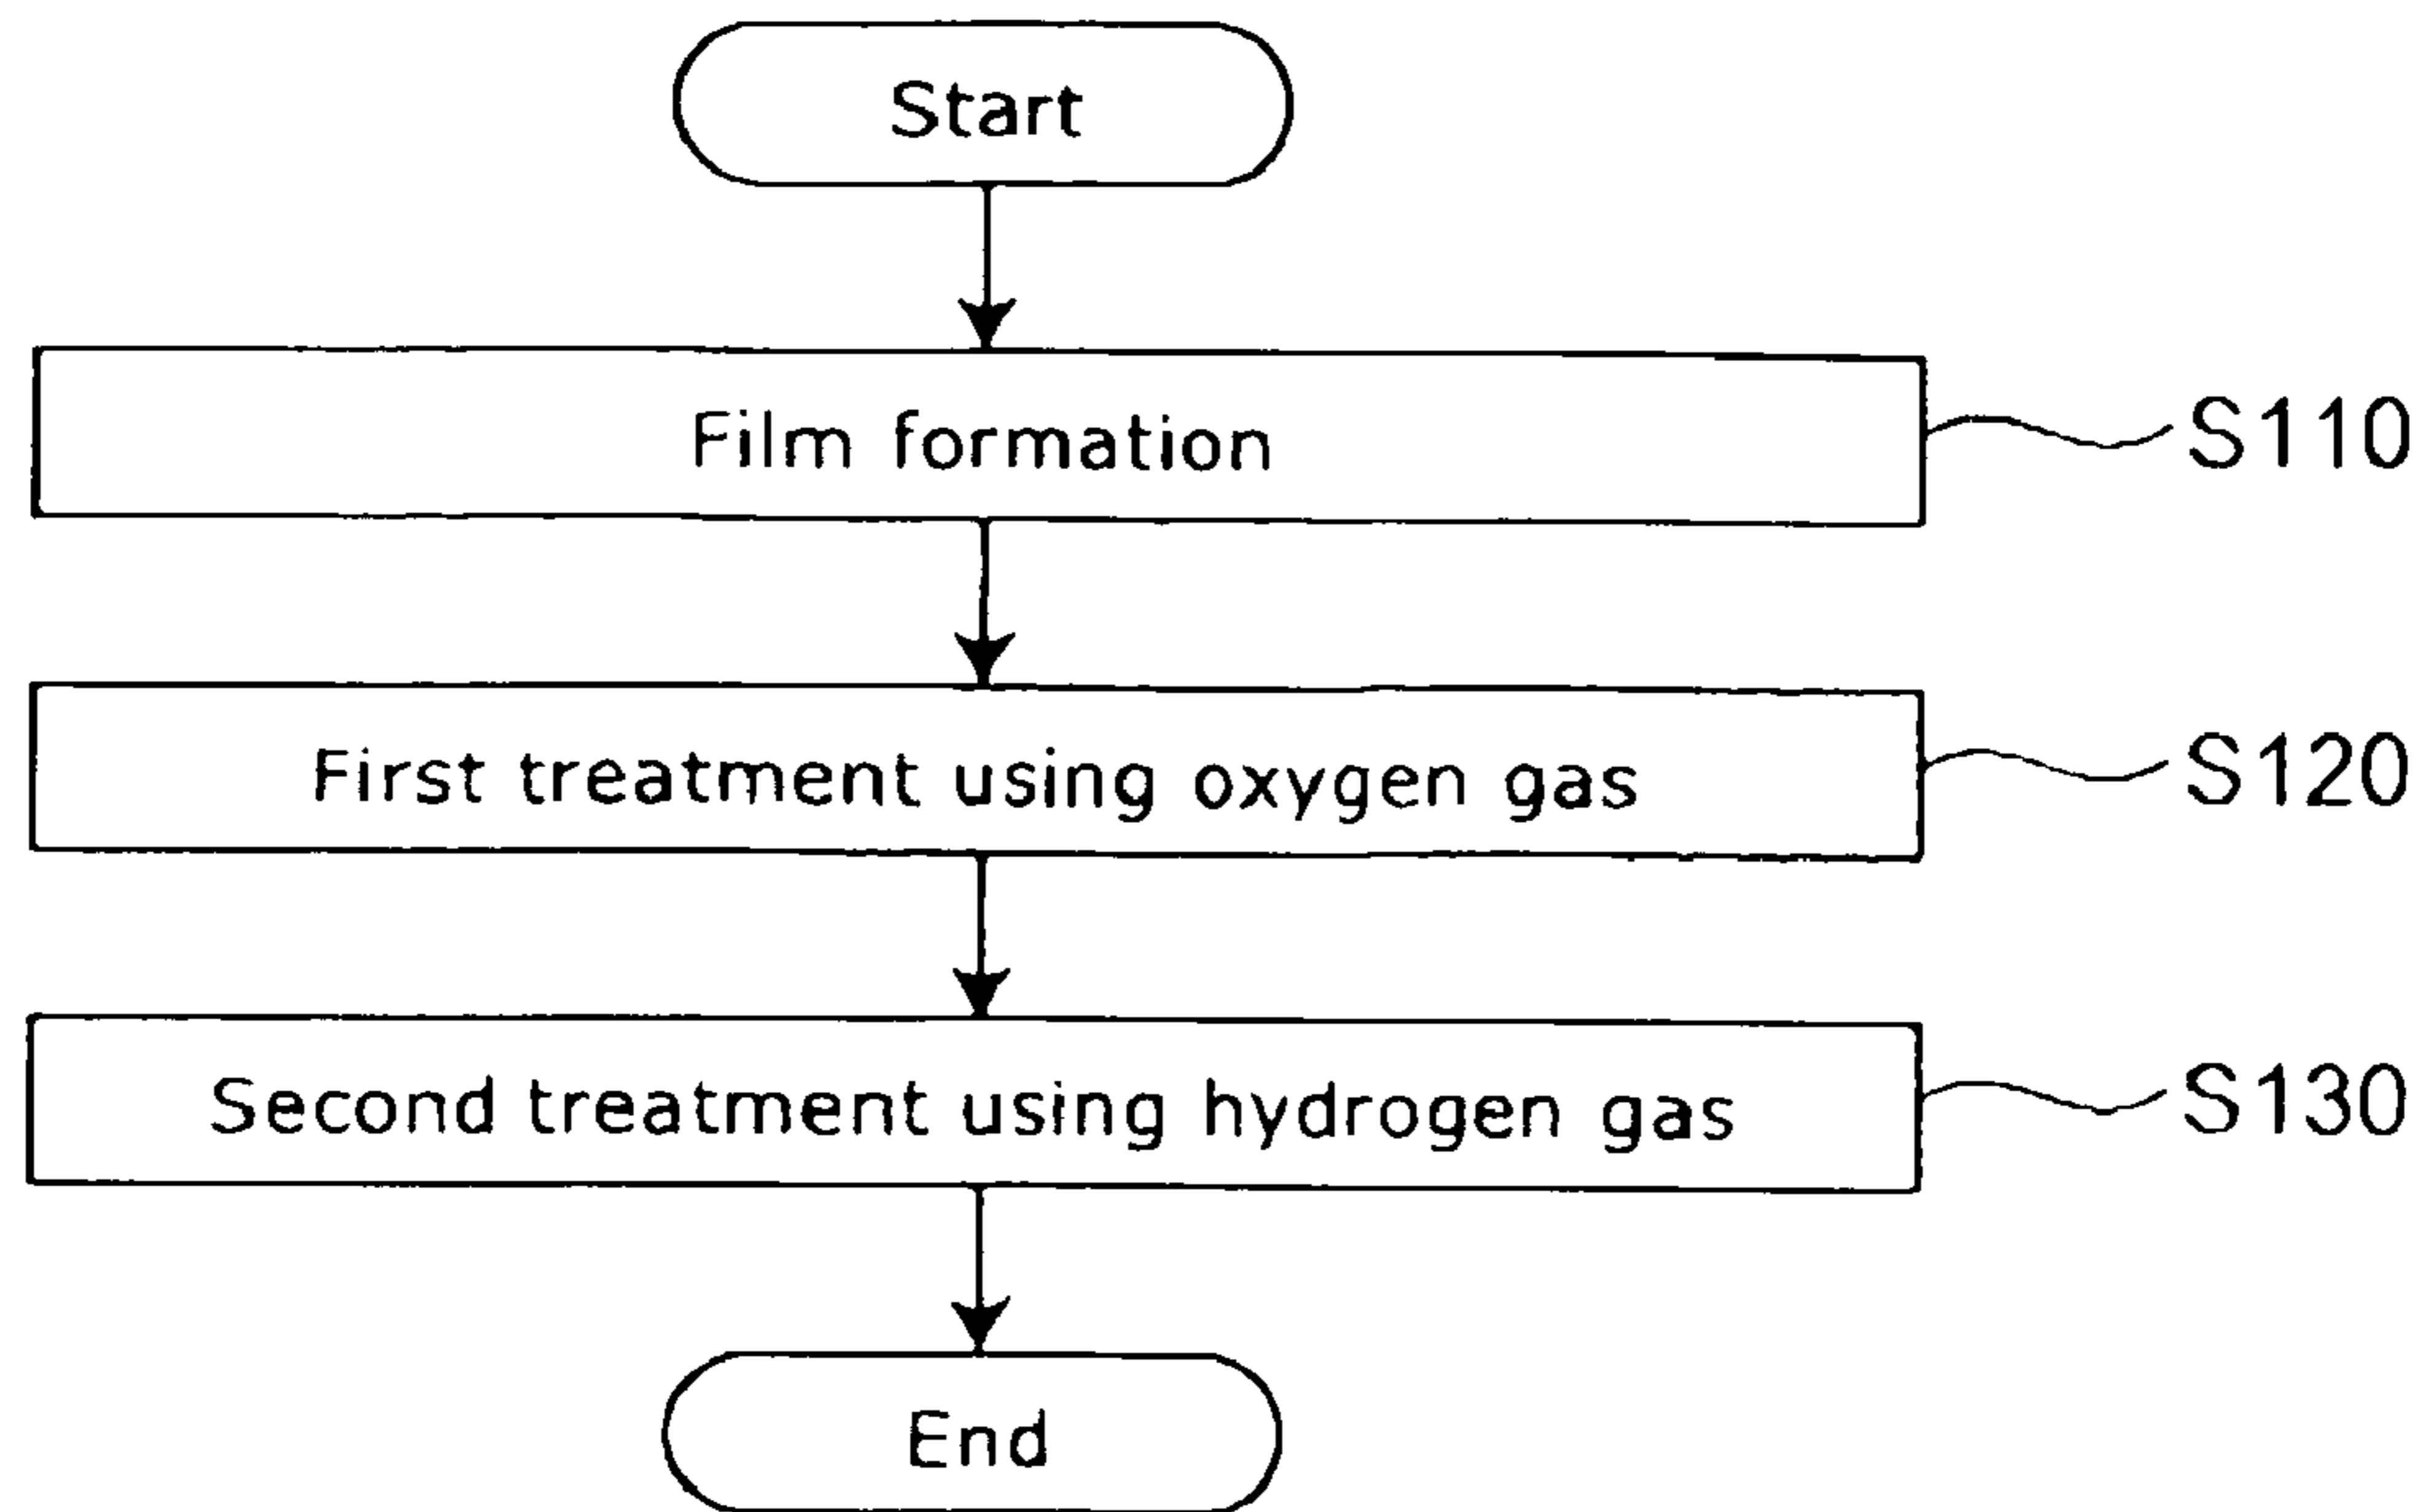 Start
Film formation
S110
First treatment using oxygen gas
S120
Second treatment using hydrogen gas
S130
End